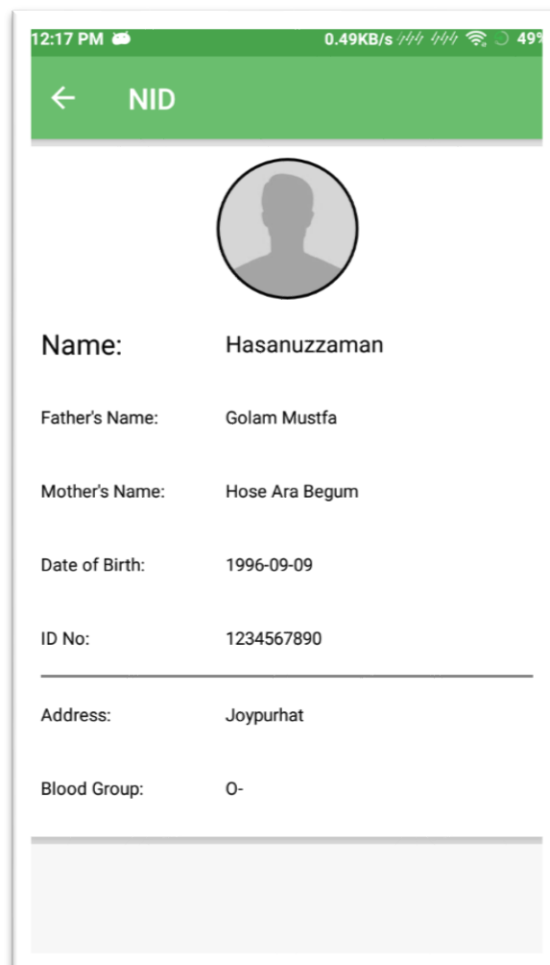 12:17 PM 0.49KB/s 49%
NID
Name: Hasanuzzaman
Father's Name: Golam Mustfa
Mother's Name: Hose Ara Begum
Date of Birth: 1996-09-09
ID No: 1234567890
Address: Joypurhat
Blood Group: O-